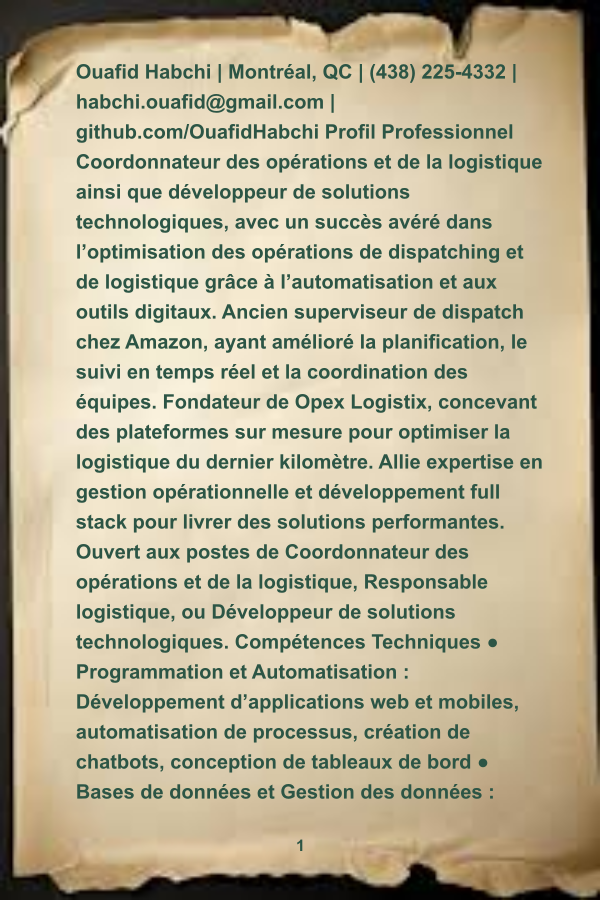 Ouafid Habchi | Montréal, QC | (438) 225-4332 |
habchi.ouafid@gmail.com |
github.com/OuafidHabchi Profil Professionnel
Coordonnateur des opérations et de la logistique
ainsi que développeur de solutions
technologiques, avec un succès avéré dans
l’optimisation des opérations de dispatching et
de logistique grâce à l’automatisation et aux
outils digitaux. Ancien superviseur de dispatch
chez Amazon, ayant amélioré la planification, le
suivi en temps réel et la coordination des
équipes. Fondateur de Opex Logistix, concevant
des plateformes sur mesure pour optimiser la
logistique du dernier kilomètre. Allie expertise en
gestion opérationnelle et développement full
stack pour livrer des solutions performantes.
Ouvert aux postes de Coordonnateur des
opérations et de la logistique, Responsable
logistique, ou Développeur de solutions
technologiques. Compétences Techniques ●
Programmation et Automatisation :
Développement d’applications web et mobiles,
automatisation de processus, création de
chatbots, conception de tableaux de bord ●
Bases de données et Gestion des données :
1